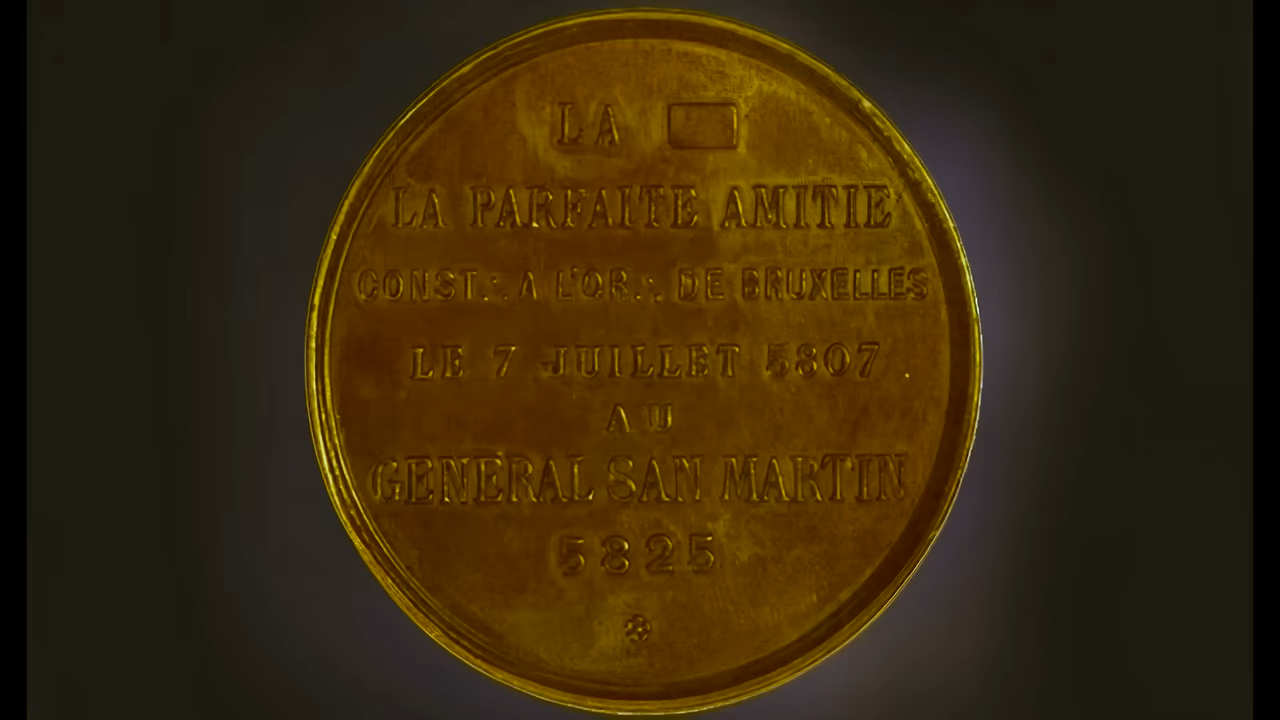 LA
LA PARFAITE AMITIE'
CONST.∴ A L'OR.∴ DE BRUXELLES
LE 7 JUILLET 5807
AU
GENERAL SAN MARTIN
5825